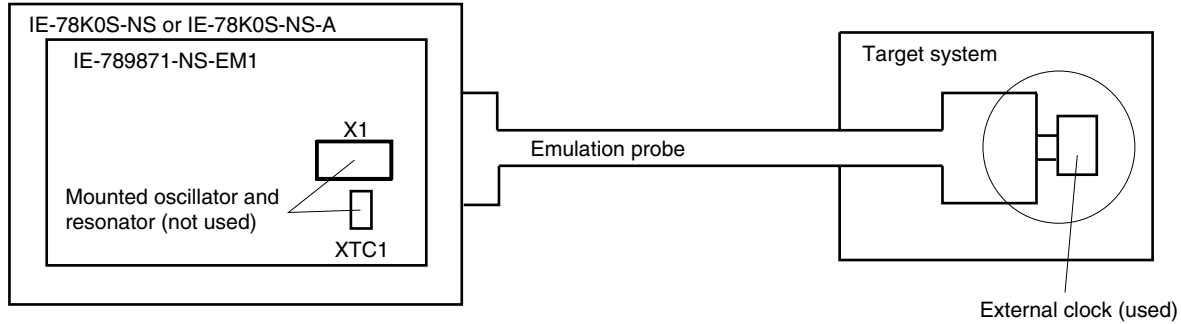 IE-78K0S-NS or IE-78K0S-NS-A
IE-789871-NS-EM1
X1
Mounted oscillator and
resonator (not used)
XTC1
Emulation probe
Target system
External clock (used)